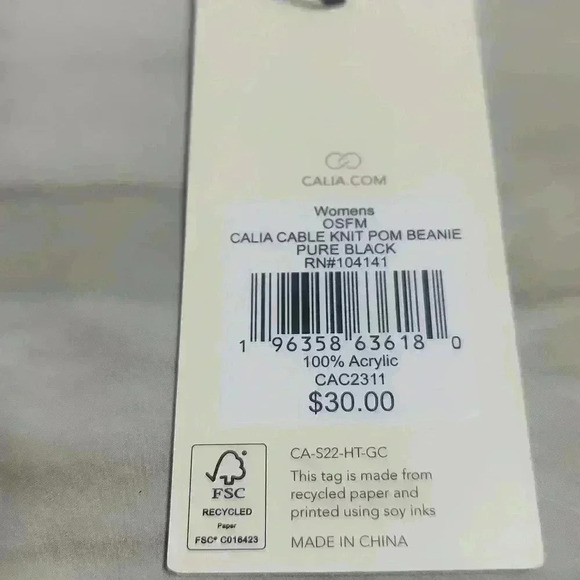 CALIA.COM
Womens
OSFM
CALIA CABLE KNIT POM BEANIE
PURE BLACK
RN#104141
1 96358 63618 0
100% Acrylic
CAC2311
$30.00
CA-S22-HT-GC
This tag is made from
recycled paper and
printed using soy inks
MADE IN CHINA
FSC
RECYCLED
Paper
FSC® C016423